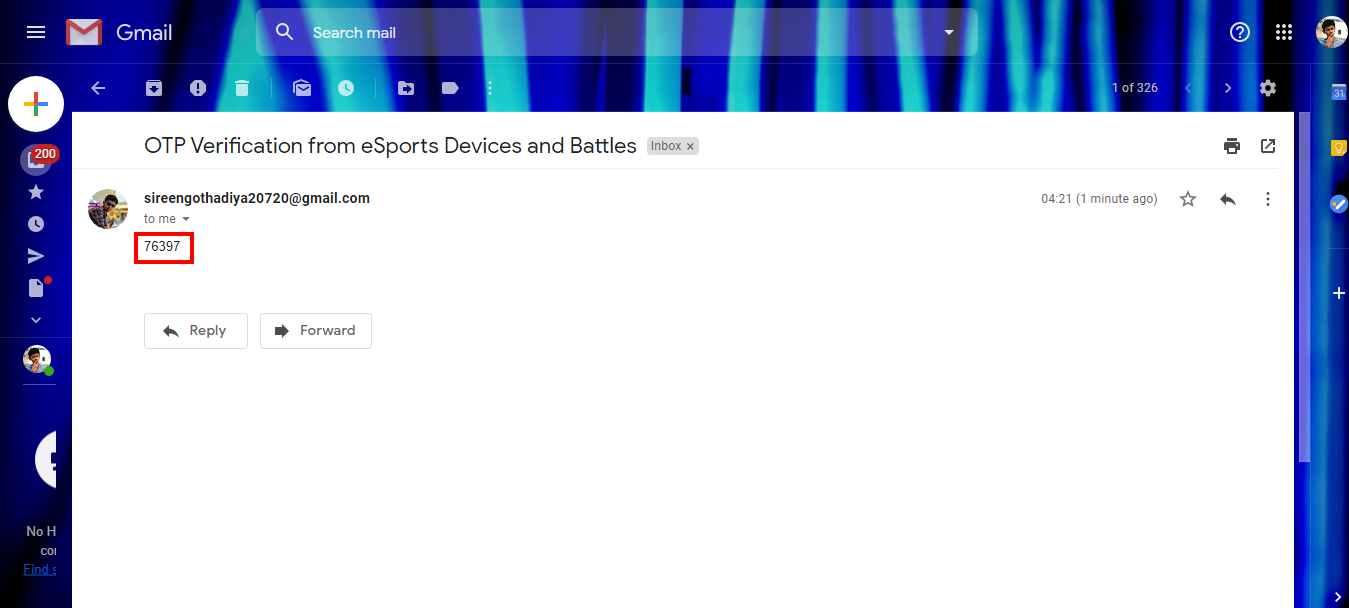 Gmail
Search mail
1 of 326
31
200
OTP Verification from eSports Devices and Battles
Inbox ×
sireengothadiya20720@gmail.com
04:21 (1 minute ago)
to me
76397
Reply
Forward
No H
cor
Find s